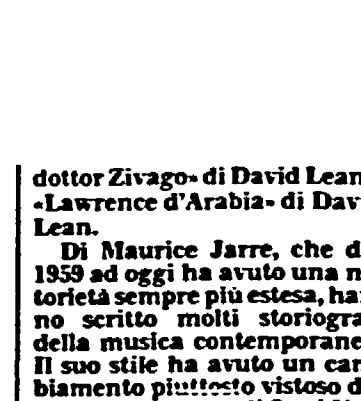 dottor Zivago» di David Lean
«Lawrence d'Arabia» di Dav
Lean.
Di Maurice Jarre, che d
1959 ad oggi ha avuto una n
torietà sempre più estesa, ha
no scritto molti storiogra
della musica contemporane
Il suo stile ha avuto un can
biamento piuttosto vistoso d